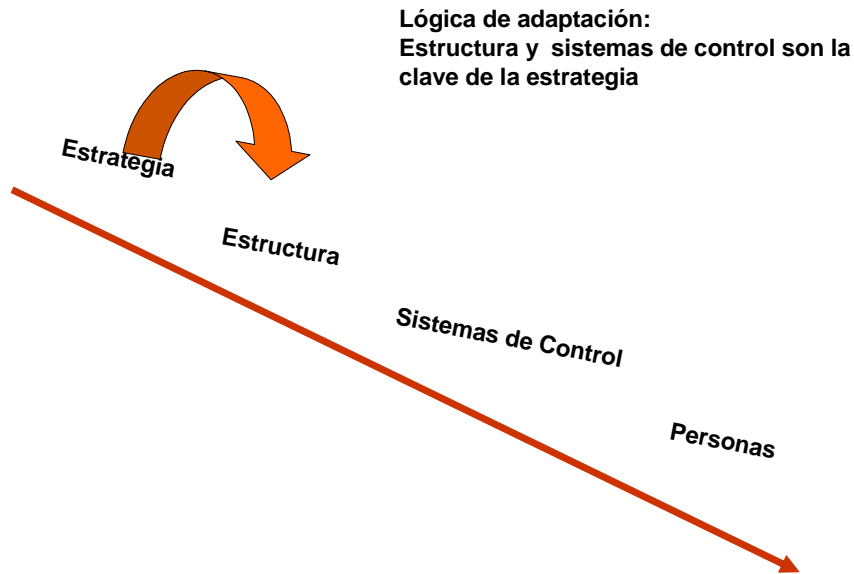 Lógica de adaptación:
Estructura y sistemas de control son la
clave de la estrategia
Estrategia
Estructura
Sistemas de Control
Personas